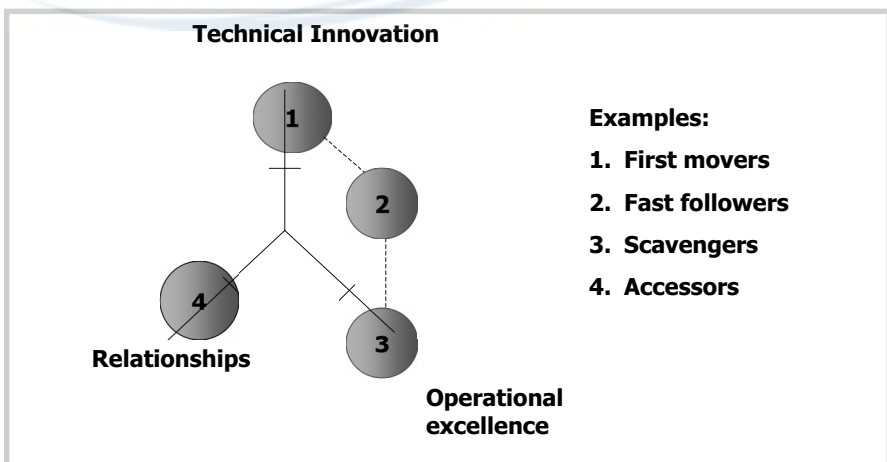 Technical Innovation
1
2
4
3
Relationships
Operational
excellence
Examples:
1. First movers
2. Fast followers
3. Scavengers
4. Accessors